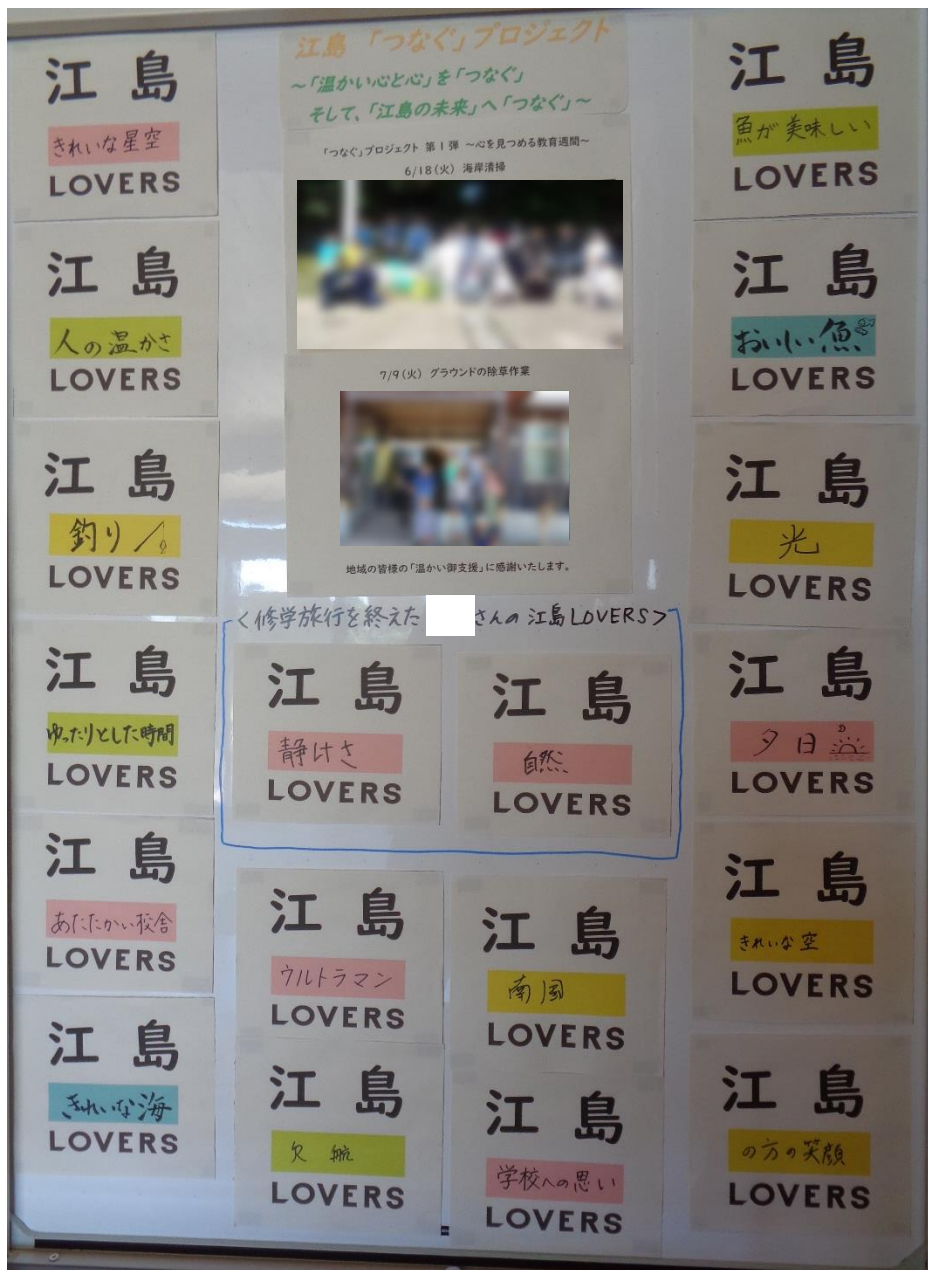 江島「つなぐ」プロジェクト
～「温かい心と心」を「つなぐ」
そして、「江島の未来」へ「つなぐ」～
「つなぐ」プロジェクト 第1弾 ～心を見つめる教育週間～
6/18(火) 海岸清掃
7/9(火) グラウンドの除草作業
地域の皆様の「温かい御支援」に感謝いたします。
江島
きれいな星空
LOVERS
江島
人の温かさ
LOVERS
江島
釣り
LOVERS
江島
ゆったりとした時間
LOVERS
江島
あたたかい校舎
LOVERS
江島
きれいな海
LOVERS
<修学旅行を終えた さんの江島LOVERS>
江島
静けさ
LOVERS
江島
自然
LOVERS
江島
ウルトラマン
LOVERS
江島
南国
LOVERS
江島
欠航
LOVERS
江島
学校への思い
LOVERS
江島
魚が美味しい
LOVERS
江島
おいしい魚
LOVERS
江島
光
LOVERS
江島
夕日
LOVERS
江島
きれいな空
LOVERS
江島
の方の笑顔
LOVERS